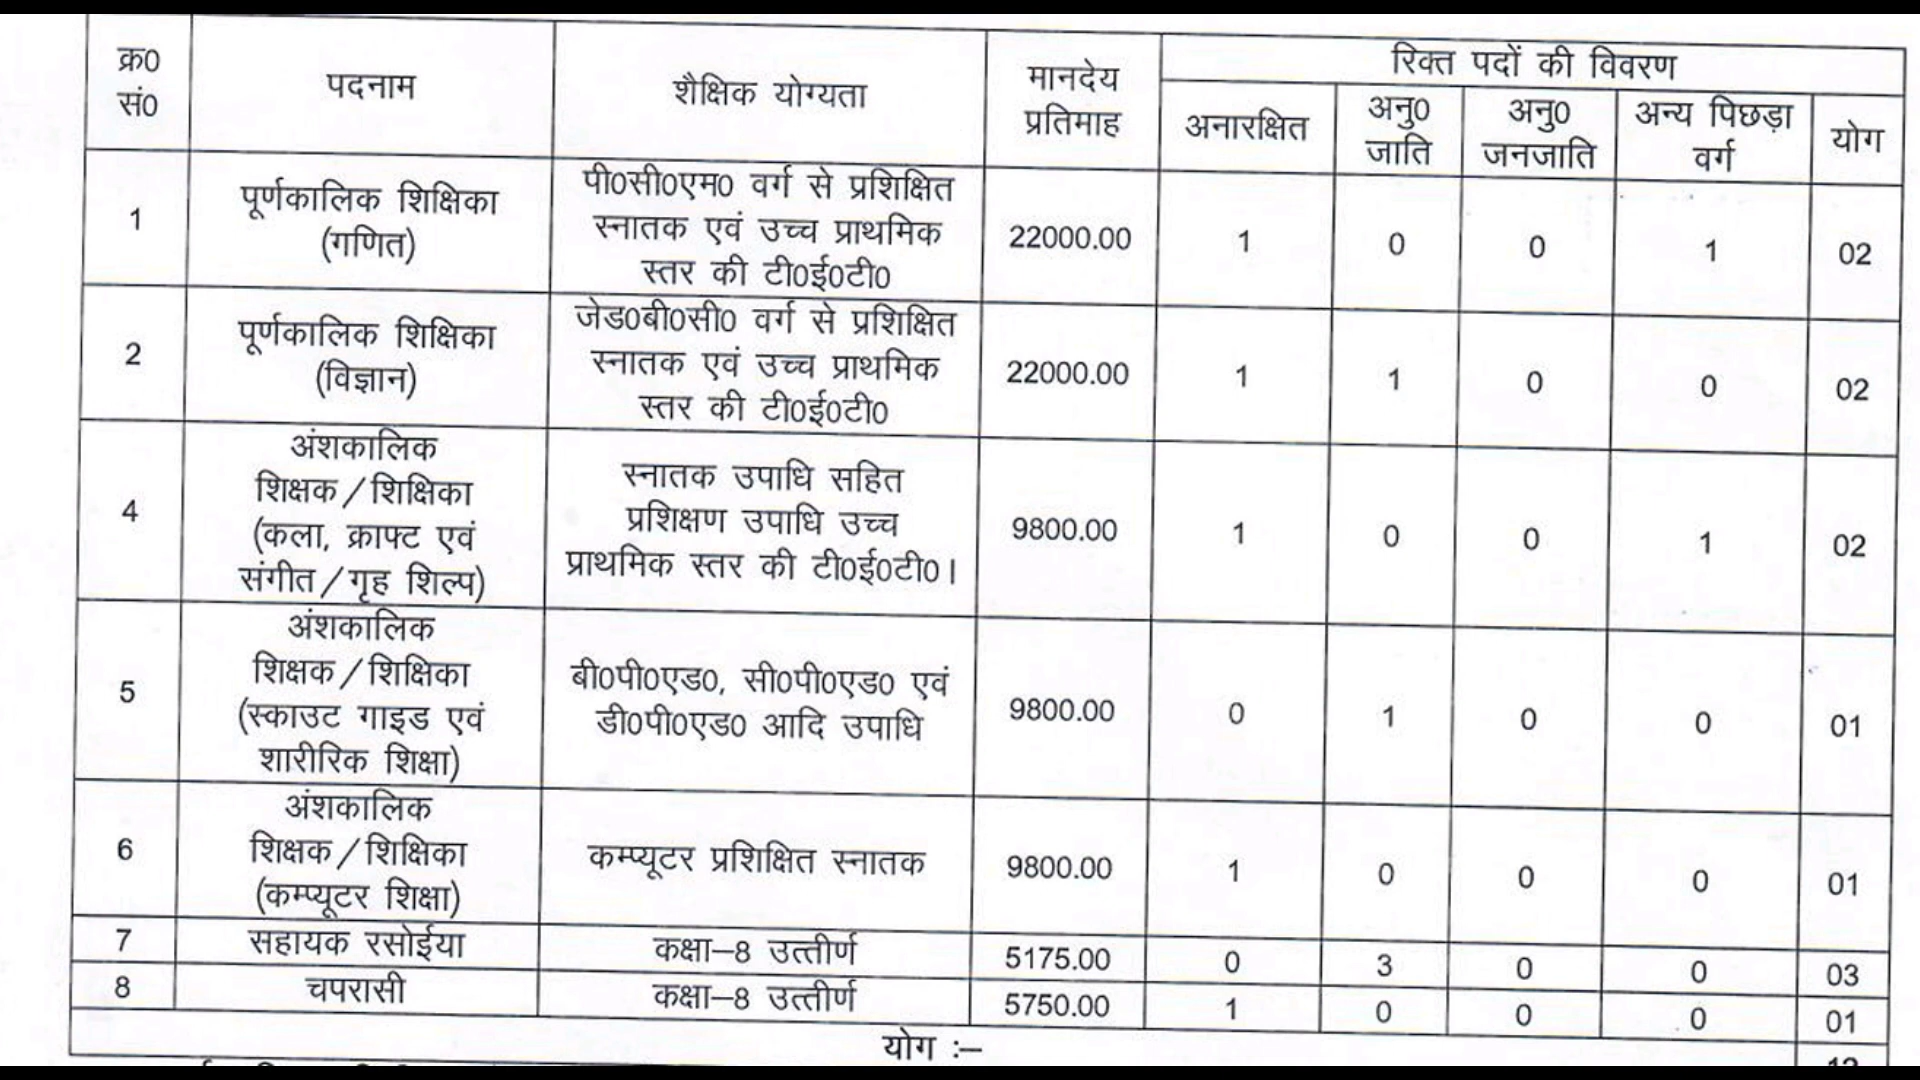 क्र0 सं0
पदनाम
शैक्षिक योग्यता
मानदेय प्रतिमाह
रिक्त पदों की विवरण
अनारक्षित
अनु0 जाति
अनु0 जनजाति
अन्य पिछड़ा वर्ग
योग
1
पूर्णकालिक शिक्षिका
(गणित)
पी0सी0एम0 वर्ग से प्रशिक्षित
स्नातक एवं उच्च प्राथमिक
स्तर की टी0ई0टी0
22000.00
1
0
0
1
02
2
पूर्णकालिक शिक्षिका
(विज्ञान)
जेड0बी0सी0 वर्ग से प्रशिक्षित
स्नातक एवं उच्च प्राथमिक
स्तर की टी0ई0टी0
22000.00
1
1
0
0
02
4
अंशकालिक
शिक्षक/शिक्षिका
(कला, क्राफ्ट एवं
संगीत/गृह शिल्प)
स्नातक उपाधि सहित
प्रशिक्षण उपाधि उच्च
प्राथमिक स्तर की टी0ई0टी0।
9800.00
1
0
0
1
02
5
अंशकालिक
शिक्षक/शिक्षिका
(स्काउट गाइड एवं
शारीरिक शिक्षा)
बी0पी0एड0, सी0पी0एड0 एवं
डी0पी0एड0 आदि उपाधि
9800.00
0
1
0
0
01
6
अंशकालिक
शिक्षक/शिक्षिका
(कम्प्यूटर शिक्षा)
कम्प्यूटर प्रशिक्षित स्नातक
9800.00
1
0
0
0
01
7
सहायक रसोईया
कक्षा–8 उत्तीर्ण
5175.00
0
3
0
0
03
8
चपरासी
कक्षा–8 उत्तीर्ण
5750.00
1
0
0
0
01
योग :–